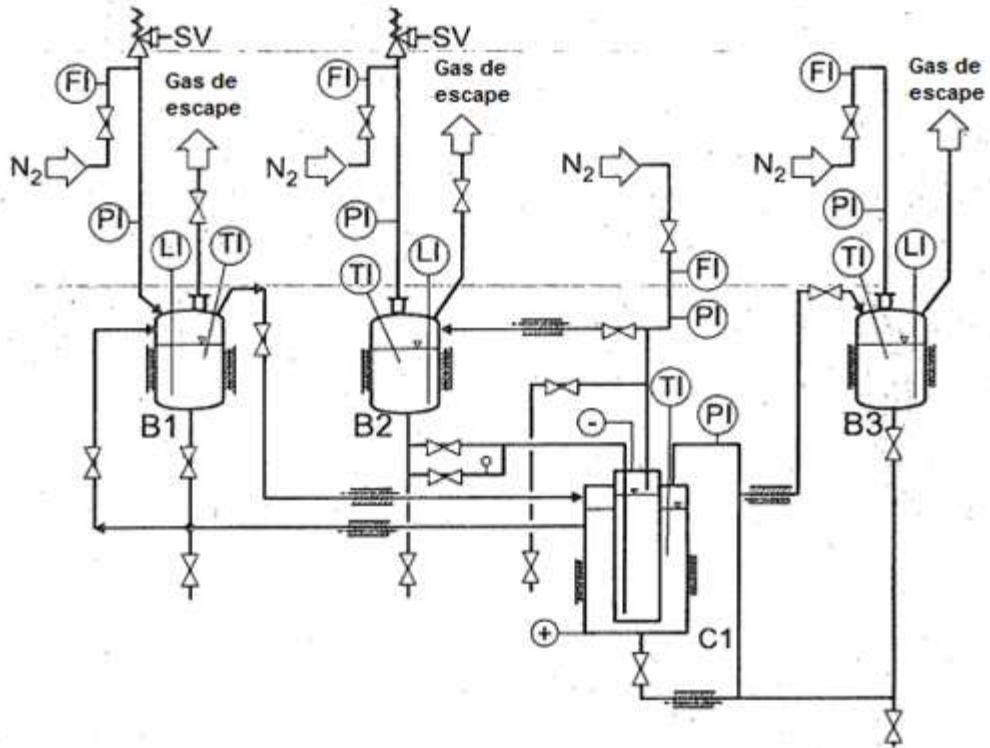 SV
SV
FI
Gas de
escape
FI
Gas de
escape
FI
Gas de
escape
N2
N2
N2
N2
PI
PI
PI
LI
TI
LI
TI
FI
TI
LI
PI
TI
PI
B1
B2
B3
-
+
C1